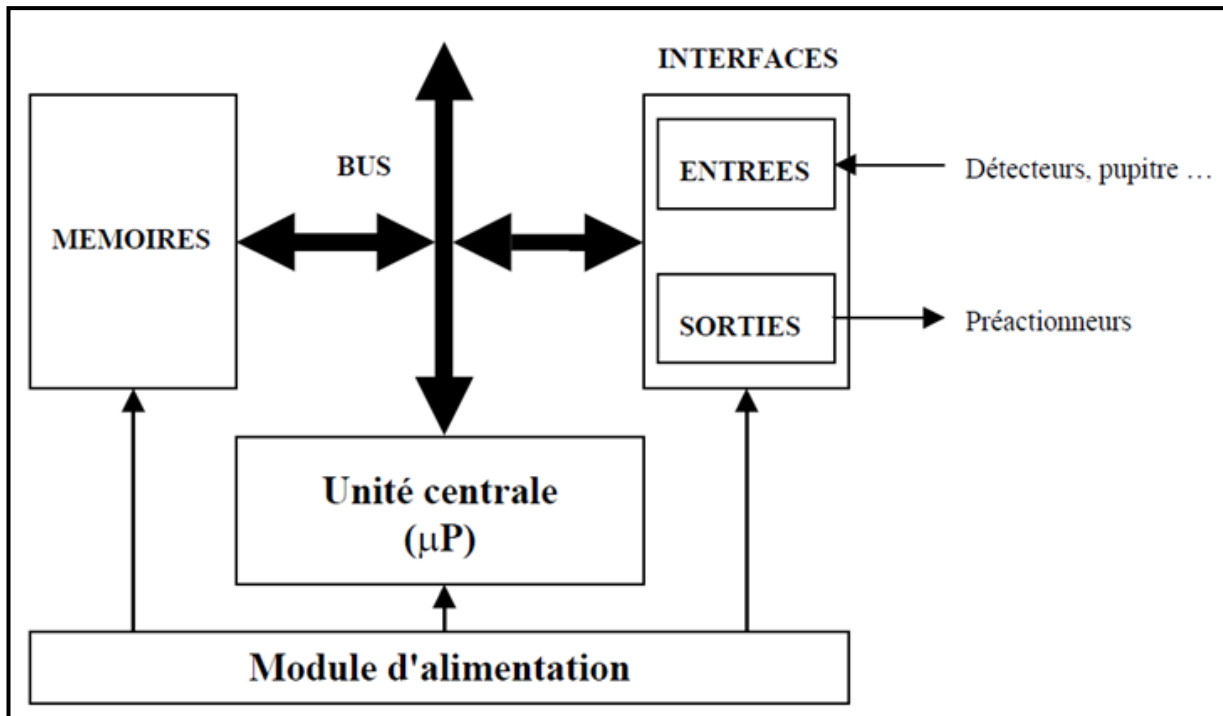 INTERFACES
BUS
MEMOIRES
ENTREES
Détecteurs, pupitre …
SORTIES
Préactionneurs
Unité centrale
(µP)
Module d'alimentation